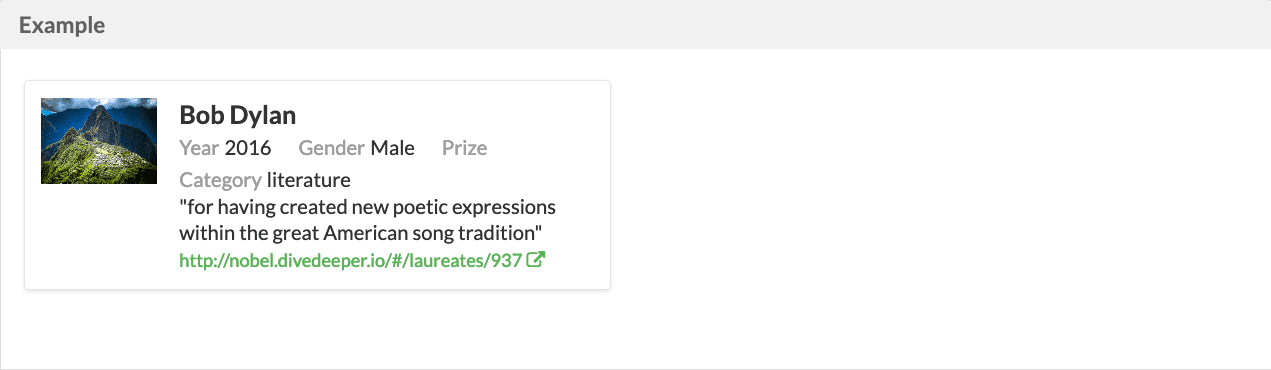 Example
Bob Dylan
Year 2016 Gender Male Prize
Category literature
"for having created new poetic expressions
within the great American song tradition"
http://nobel.divedeeper.io/#/laureates/937